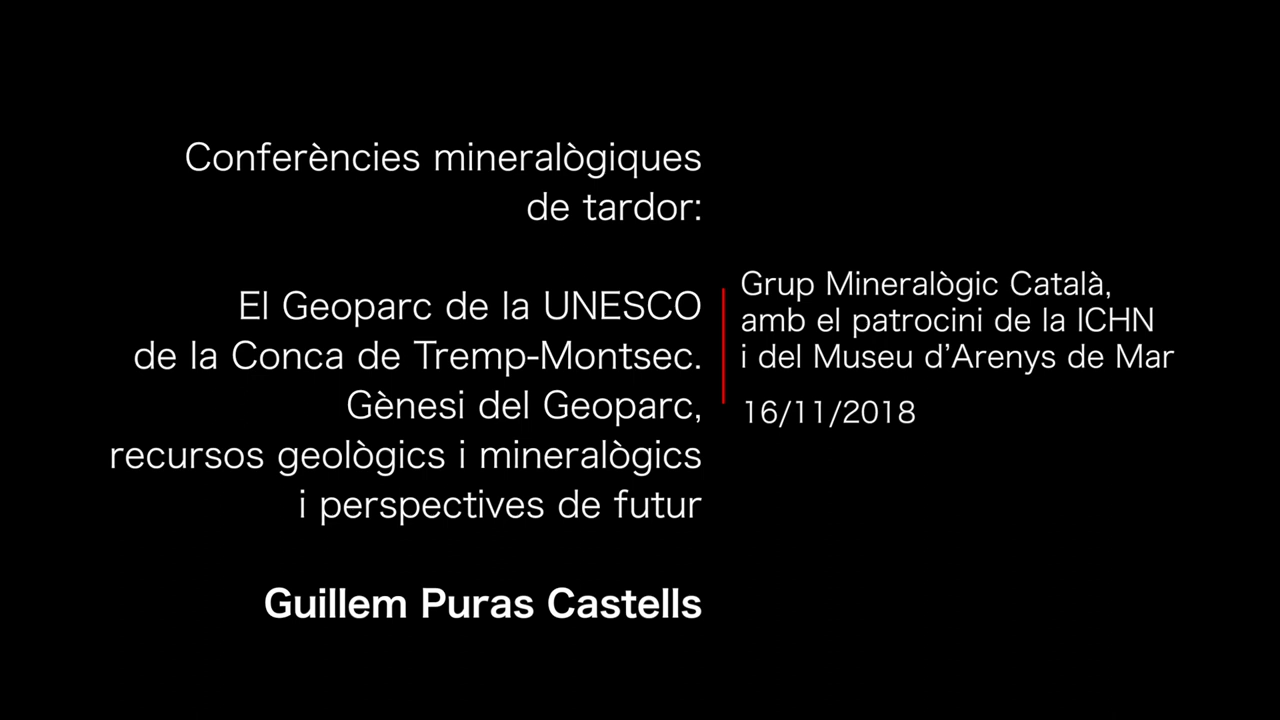 Conferències mineralògiques
de tardor:
El Geoparc de la UNESCO
de la Conca de Tremp-Montsec.
Gènesi del Geoparc,
recursos geològics i mineralògics
i perspectives de futur
Guillem Puras Castells
Grup Mineralògic Català,
amb el patrocini de la ICHN
i del Museu d’Arenys de Mar
16/11/2018